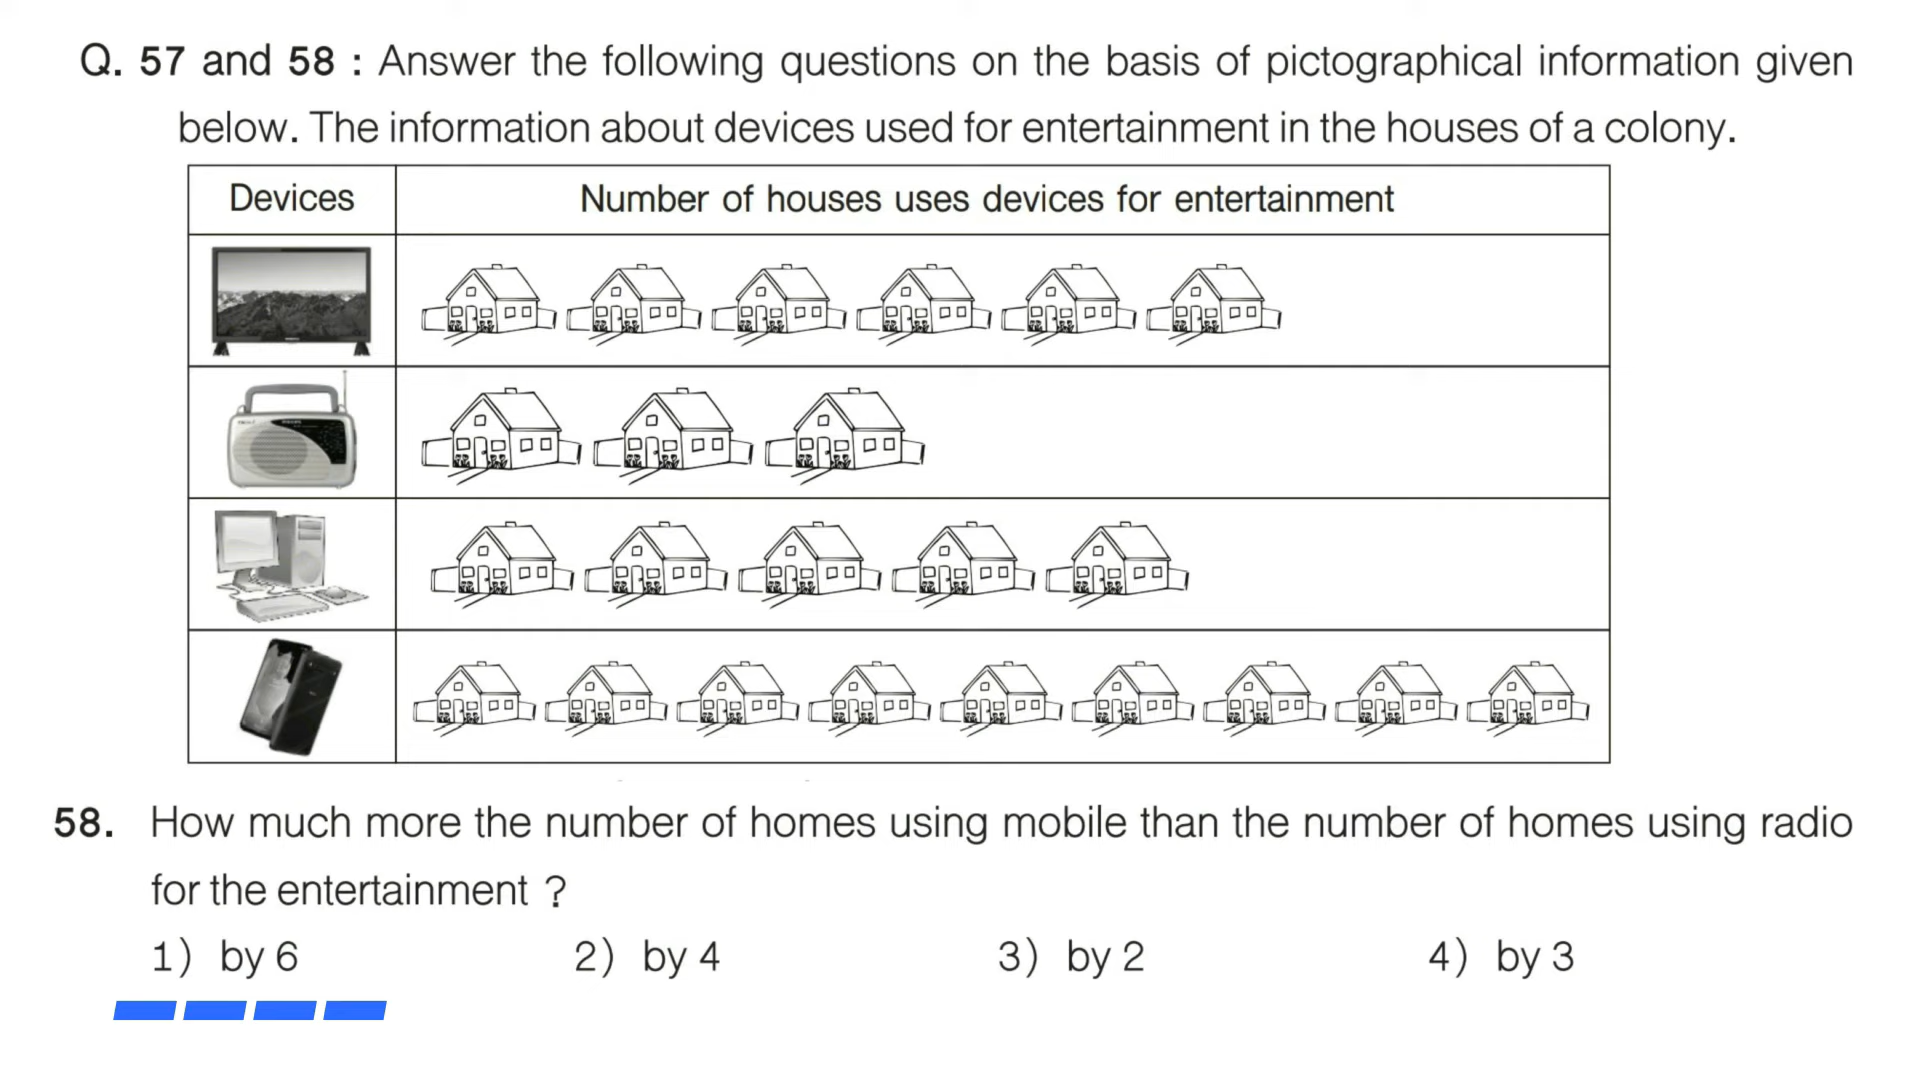 Q. 57 and 58 : Answer the following questions on the basis of pictographical information given
below. The information about devices used for entertainment in the houses of a colony.
Devices Number of houses uses devices for entertainment
58. How much more the number of homes using mobile than the number of homes using radio
for the entertainment ?
1) by 6 2) by 4 3) by 2 4) by 3